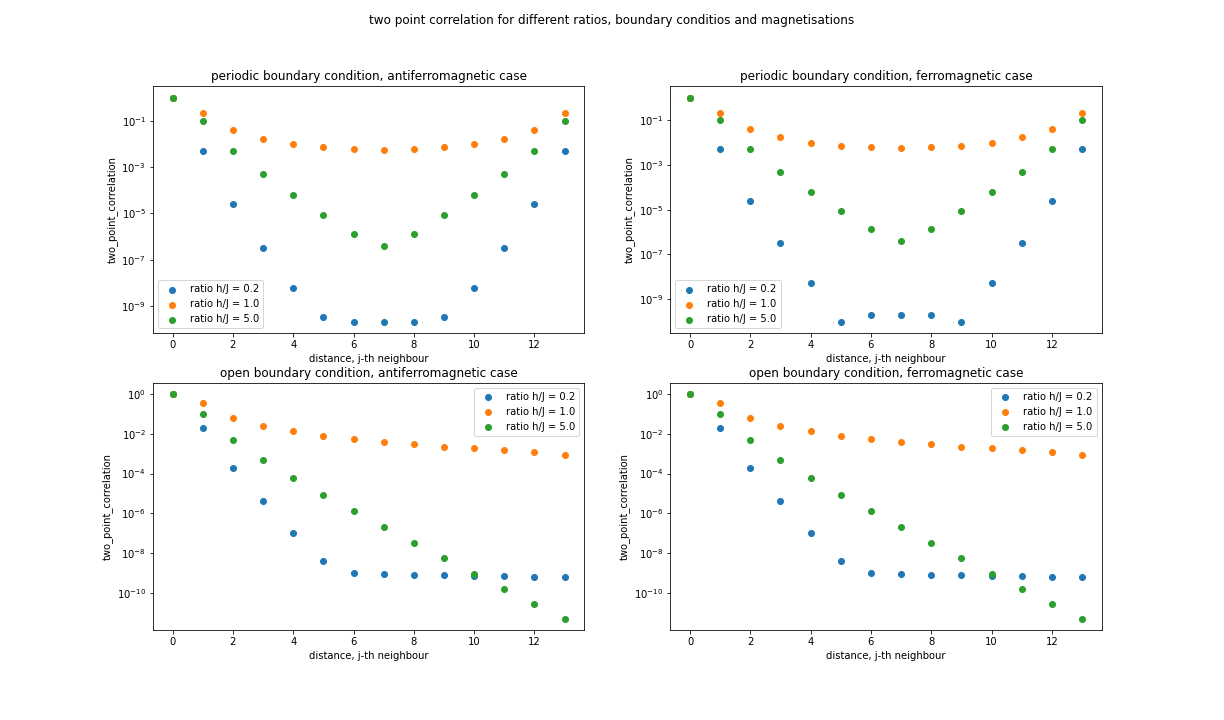 two point correlation for different ratios, boundary conditios and magnetisations
periodic boundary condition, antiferromagnetic case
two_point_correlation
10⁻¹
10⁻³
10⁻⁵
10⁻⁷
10⁻⁹
ratio h/J = 0.2
ratio h/J = 1.0
ratio h/J = 5.0
0 2 4 6 8 10 12
distance, j-th neighbour
periodic boundary condition, ferromagnetic case
two_point_correlation
10⁻¹
10⁻³
10⁻⁵
10⁻⁷
10⁻⁹
ratio h/J = 0.2
ratio h/J = 1.0
ratio h/J = 5.0
0 2 4 6 8 10 12
distance, j-th neighbour
open boundary condition, antiferromagnetic case
two_point_correlation
10⁰
10⁻²
10⁻⁴
10⁻⁶
10⁻⁸
10⁻¹⁰
ratio h/J = 0.2
ratio h/J = 1.0
ratio h/J = 5.0
0 2 4 6 8 10 12
distance, j-th neighbour
open boundary condition, ferromagnetic case
two_point_correlation
10⁰
10⁻²
10⁻⁴
10⁻⁶
10⁻⁸
10⁻¹⁰
ratio h/J = 0.2
ratio h/J = 1.0
ratio h/J = 5.0
0 2 4 6 8 10 12
distance, j-th neighbour